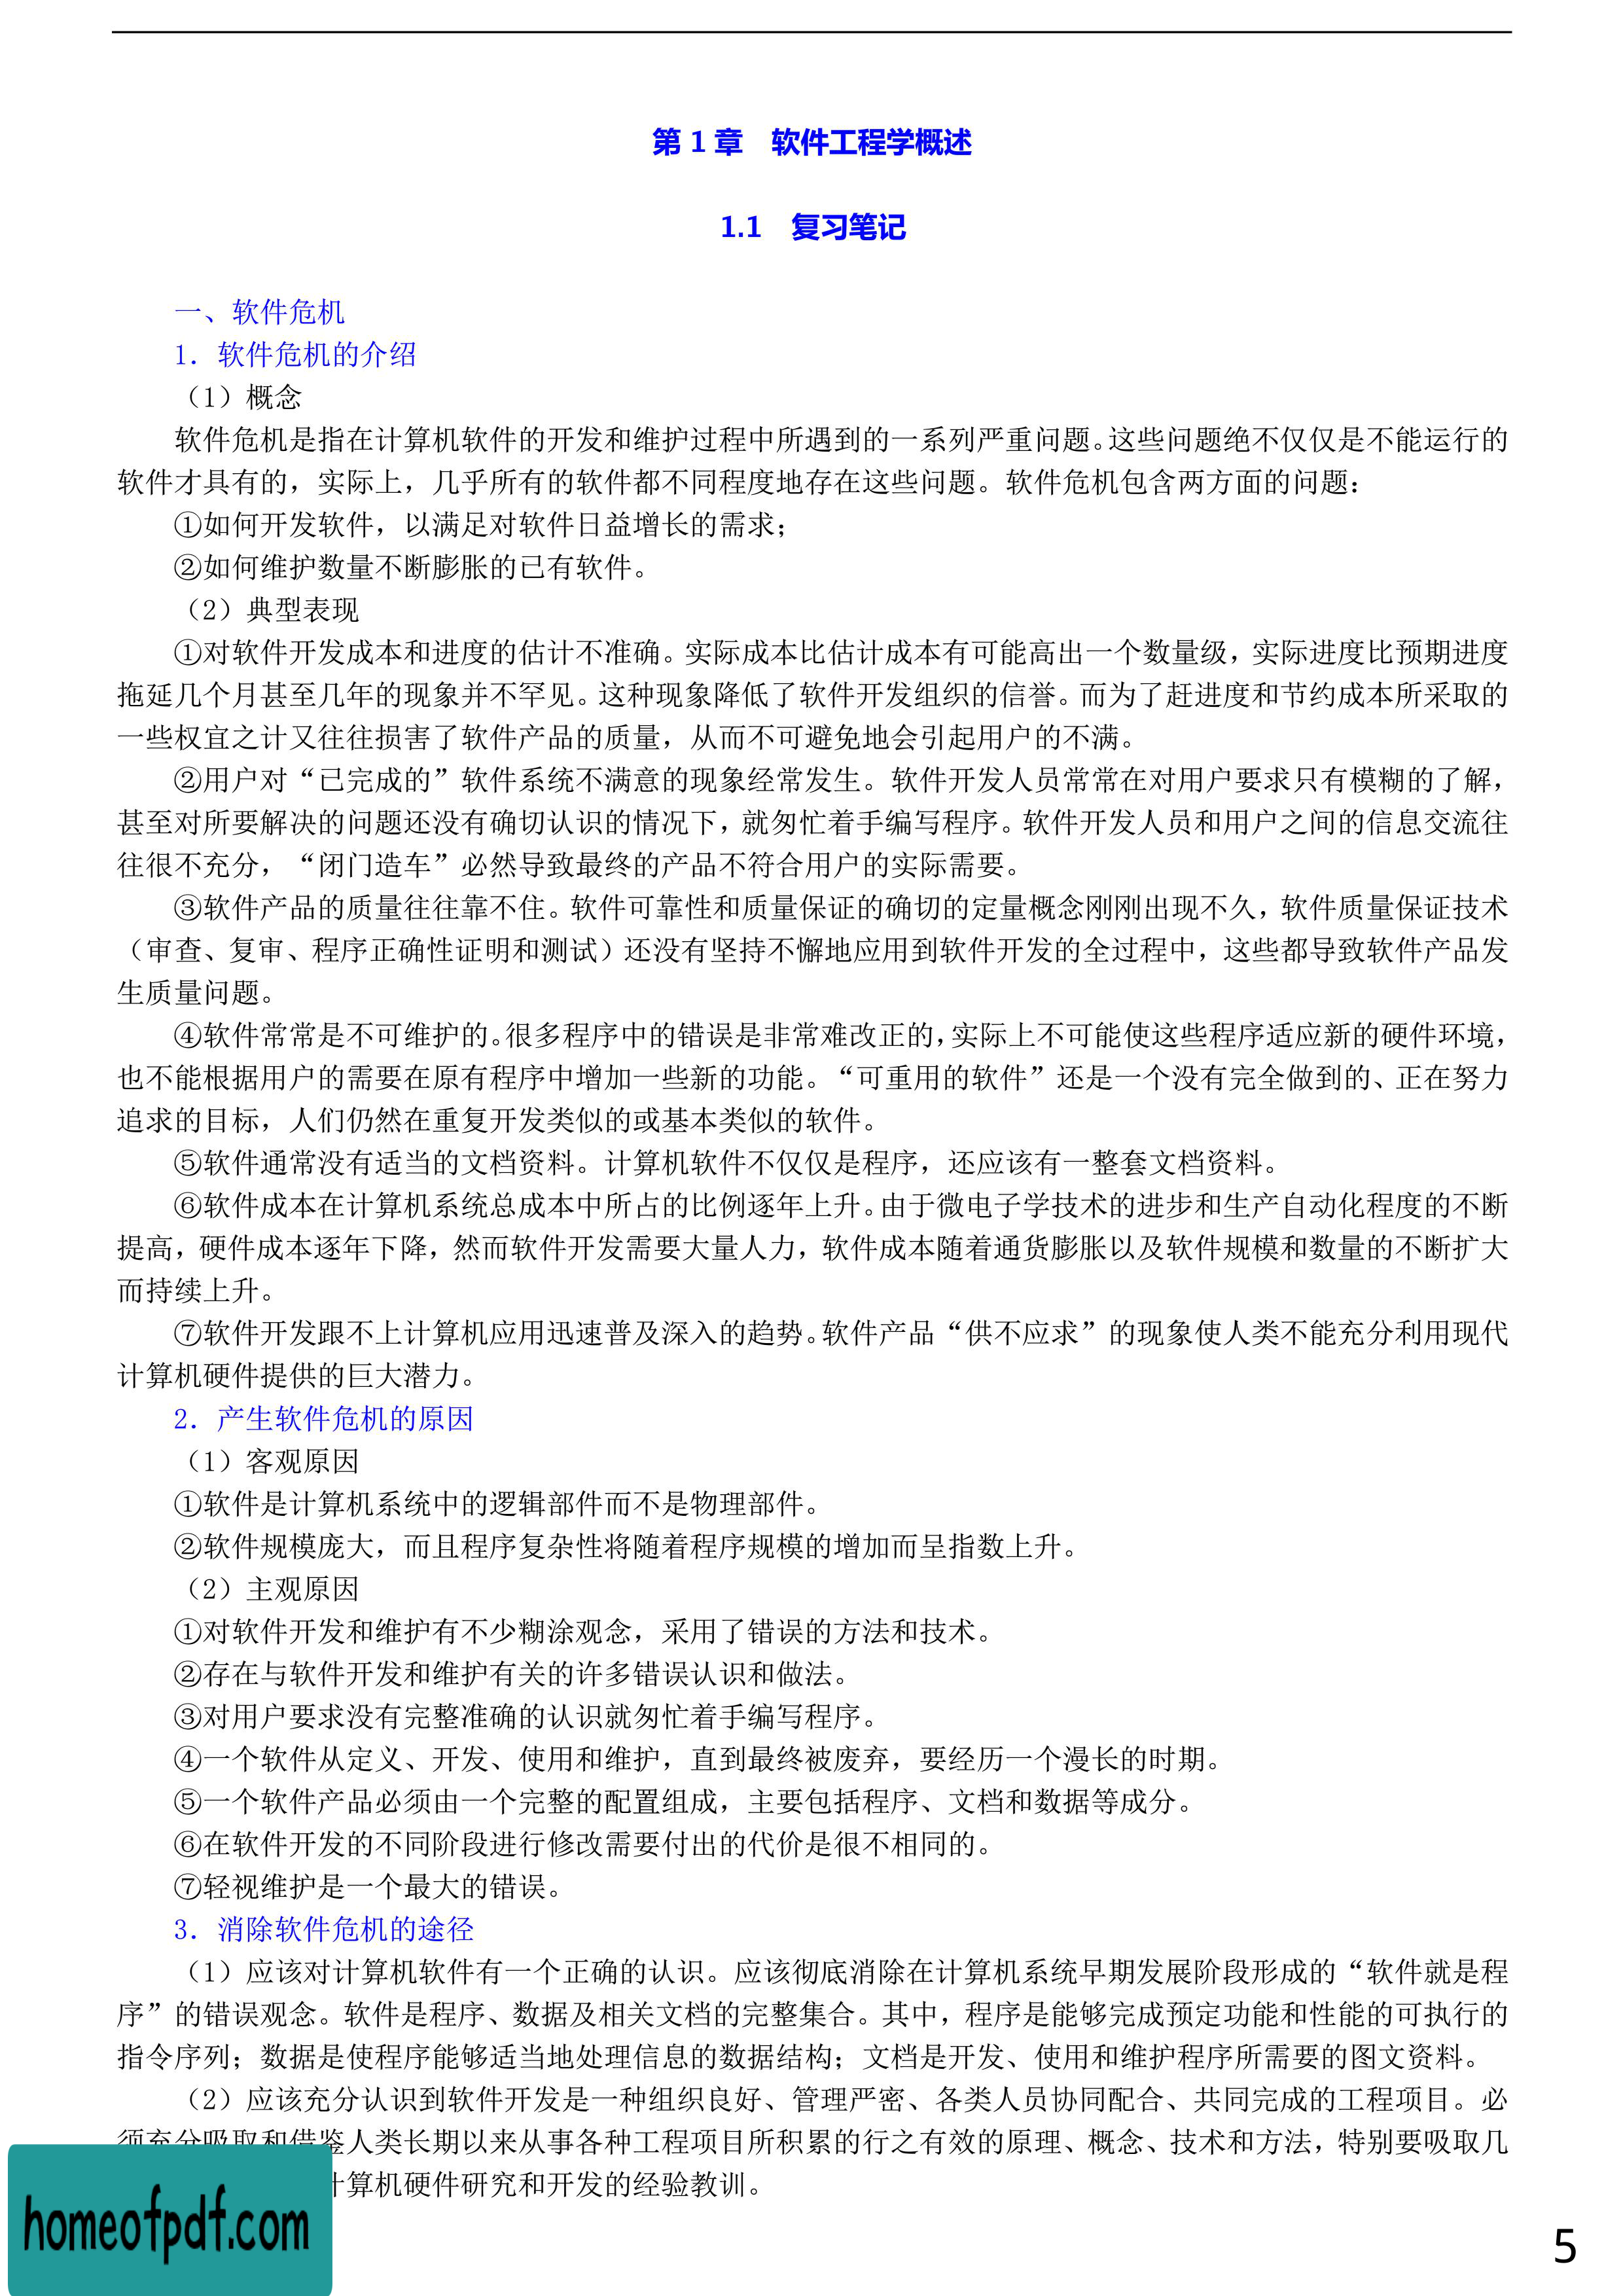 第 1 章　软件工程学概述
1.1　复习笔记
一、软件危机
1．软件危机的介绍
（1）概念
软件危机是指在计算机软件的开发和维护过程中所遇到的一系列严重问题。这些问题绝不仅仅是不能运行的
软件才具有的，实际上，几乎所有的软件都不同程度地存在这些问题。软件危机包含两方面的问题：
①如何开发软件，以满足对软件日益增长的需求；
②如何维护数量不断膨胀的已有软件。
（2）典型表现
①对软件开发成本和进度的估计不准确。实际成本比估计成本有可能高出一个数量级，实际进度比预期进度
拖延几个月甚至几年的现象并不罕见。这种现象降低了软件开发组织的信誉。而为了赶进度和节约成本所采取的
一些权宜之计又往往损害了软件产品的质量，从而不可避免地会引起用户的不满。
②用户对“已完成的”软件系统不满意的现象经常发生。软件开发人员常常在对用户要求只有模糊的了解，
甚至对所要解决的问题还没有确切认识的情况下，就匆忙着手编写程序。软件开发人员和用户之间的信息交流往
往很不充分，“闭门造车”必然导致最终的产品不符合用户的实际需要。
③软件产品的质量往往靠不住。软件可靠性和质量保证的确切的定量概念刚刚出现不久，软件质量保证技术
（审查、复审、程序正确性证明和测试）还没有坚持不懈地应用到软件开发的全过程中，这些都导致软件产品发
生质量问题。
④软件常常是不可维护的。很多程序中的错误是非常难改正的，实际上不可能使这些程序适应新的硬件环境，
也不能根据用户的需要在原有程序中增加一些新的功能。“可重用的软件”还是一个没有完全做到的、正在努力
追求的目标，人们仍然在重复开发类似的或基本类似的软件。
⑤软件通常没有适当的文档资料。计算机软件不仅仅是程序，还应该有一整套文档资料。
⑥软件成本在计算机系统总成本中所占的比例逐年上升。由于微电子学技术的进步和生产自动化程度的不断
提高，硬件成本逐年下降，然而软件开发需要大量人力，软件成本随着通货膨胀以及软件规模和数量的不断扩大
而持续上升。
⑦软件开发跟不上计算机应用迅速普及深入的趋势。软件产品“供不应求”的现象使人类不能充分利用现代
计算机硬件提供的巨大潜力。
2．产生软件危机的原因
（1）客观原因
①软件是计算机系统中的逻辑部件而不是物理部件。
②软件规模庞大，而且程序复杂性将随着程序规模的增加而呈指数上升。
（2）主观原因
①对软件开发和维护有不少糊涂观念，采用了错误的方法和技术。
②存在与软件开发和维护有关的许多错误认识和做法。
③对用户要求没有完整准确的认识就匆忙着手编写程序。
④一个软件从定义、开发、使用和维护，直到最终被废弃，要经历一个漫长的时期。
⑤一个软件产品必须由一个完整的配置组成，主要包括程序、文档和数据等成分。
⑥在软件开发的不同阶段进行修改需要付出的代价是很不相同的。
⑦轻视维护是一个最大的错误。
3．消除软件危机的途径
（1）应该对计算机软件有一个正确的认识。应该彻底消除在计算机系统早期发展阶段形成的“软件就是程
序”的错误观念。软件是程序、数据及相关文档的完整集合。其中，程序是能够完成预定功能和性能的可执行的
指令序列；数据是使程序能够适当地处理信息的数据结构；文档是开发、使用和维护程序所需要的图文资料。
（2）应该充分认识到软件开发是一种组织良好、管理严密、各类人员协同配合、共同完成的工程项目。必
须充分吸取和借鉴人类长期以来从事各种工程项目所积累的行之有效的原理、概念、技术和方法，特别要吸取几
计算机硬件研究和开发的经验教训。
homeofpdf.com
5